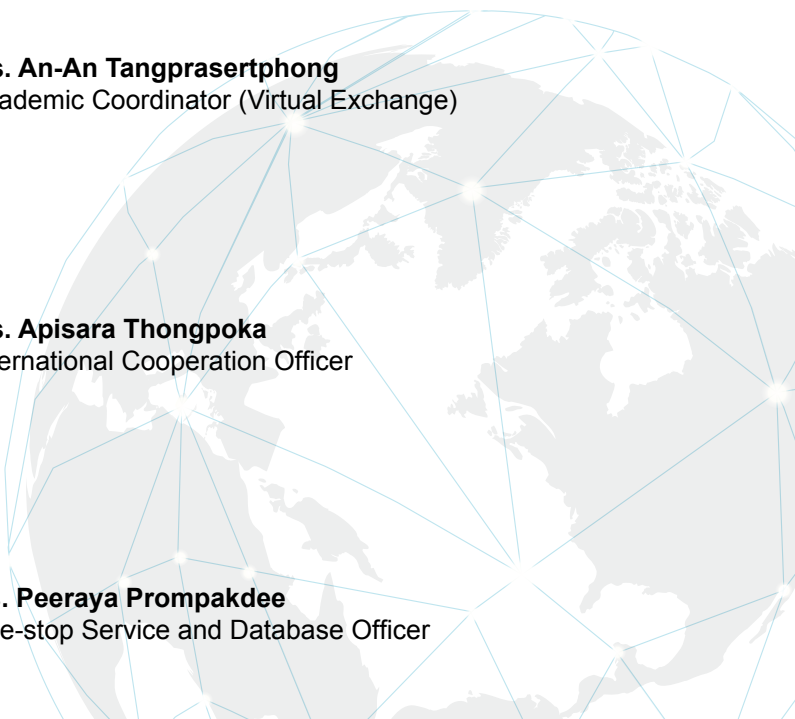 s. An-An Tangprasertphong
ademic Coordinator (Virtual Exchange)
s. Apisara Thongpoka
ernational Cooperation Officer
. Peeraya Prompakdee
e-stop Service and Database Officer